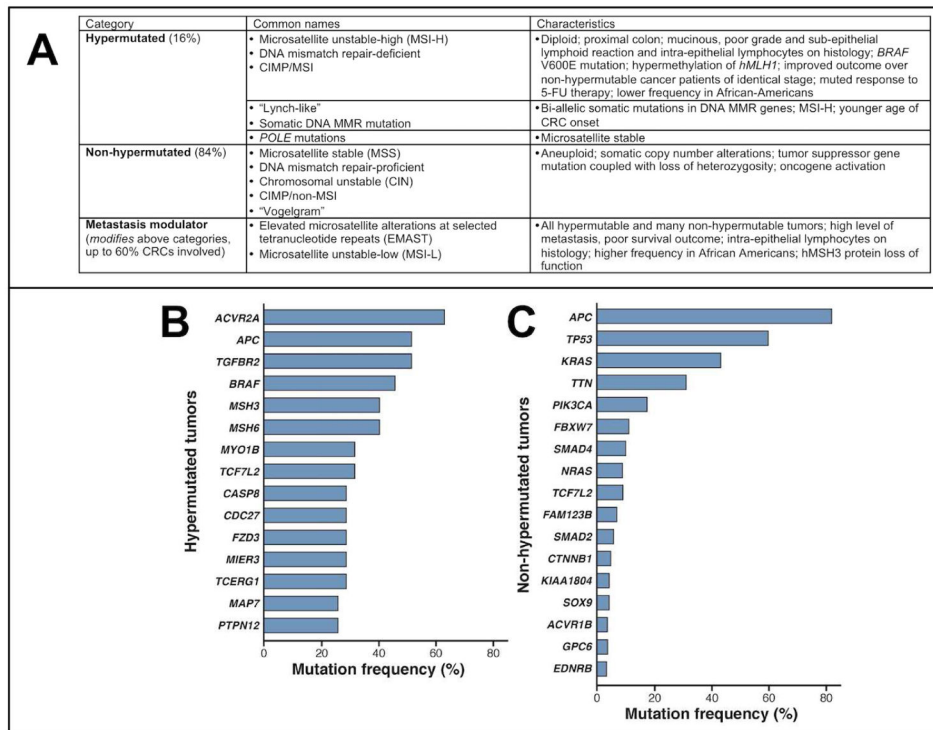 A
Category Common names Characteristics
Hypermutated (16%)
• Microsatellite unstable-high (MSI-H)
• DNA mismatch repair-deficient
• CIMP/MSI
•Diploid; proximal colon; mucinous, poor grade and sub-epithelial
lymphoid reaction and intra-epithelial lymphocytes on histology; BRAF
V600E mutation; hypermethylation of hMLH1; improved outcome over
non-hypermutable cancer patients of identical stage; muted response to
5-FU therapy; lower frequency in African-Americans
• “Lynch-like”
• Somatic DNA MMR mutation
•Bi-allelic somatic mutations in DNA MMR genes; MSI-H; younger age of
CRC onset
• POLE mutations
•Microsatellite stable
Non-hypermutated (84%)
• Microsatellite stable (MSS)
• DNA mismatch repair-proficient
• Chromosomal unstable (CIN)
• CIMP/non-MSI
• “Vogelgram”
•Aneuploid; somatic copy number alterations; tumor suppressor gene
mutation coupled with loss of heterozygosity; oncogene activation
Metastasis modulator
(modifies above categories,
up to 60% CRCs involved)
• Elevated microsatellite alterations at selected
tetranucleotide repeats (EMAST)
• Microsatellite unstable-low (MSI-L)
•All hypermutable and many non-hypermutable tumors; high level of
metastasis, poor survival outcome; intra-epithelial lymphocytes on
histology; higher frequency in African Americans; hMSH3 protein loss of
function
B
Hypermutated tumors
ACVR2A
APC
TGFBR2
BRAF
MSH3
MSH6
MYO1B
TCF7L2
CASP8
CDC27
FZD3
MIER3
TCERG1
MAP7
PTPN12
0 20 40 60 80
Mutation frequency (%)
C
Non-hypermutated tumors
APC
TP53
KRAS
TTN
PIK3CA
FBXW7
SMAD4
NRAS
TCF7L2
FAM123B
SMAD2
CTNNB1
KIAA1804
SOX9
ACVR1B
GPC6
EDNRB
0 20 40 60 80
Mutation frequency (%)